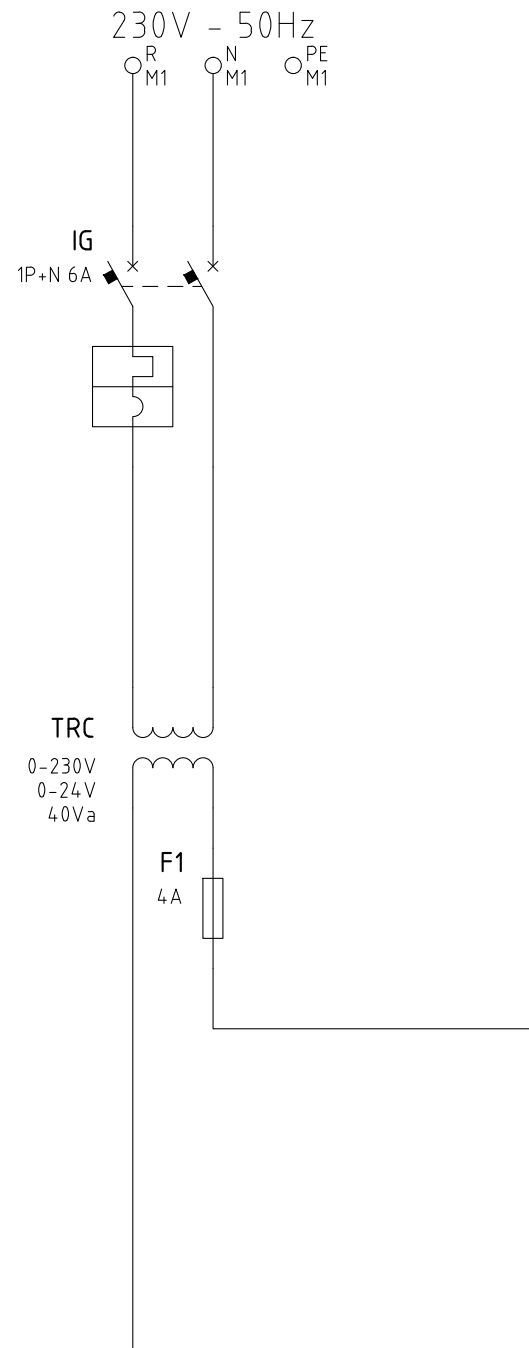 230V - 50Hz
R
M1
N
M1
PE
M1
IG
1P+N 6A
TRC
0-230V
0-24V
40Va
F1
4A